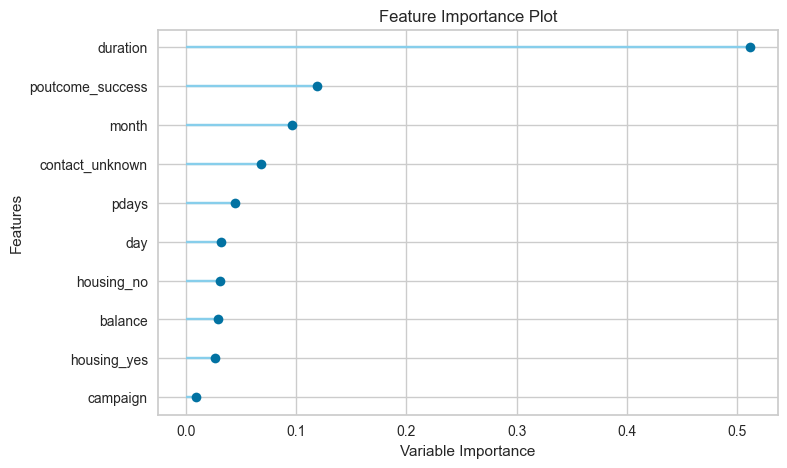 Feature Importance Plot
Features
duration
poutcome_success
month
contact_unknown
pdays
day
housing_no
balance
housing_yes
campaign
0.0 0.1 0.2 0.3 0.4 0.5
Variable Importance